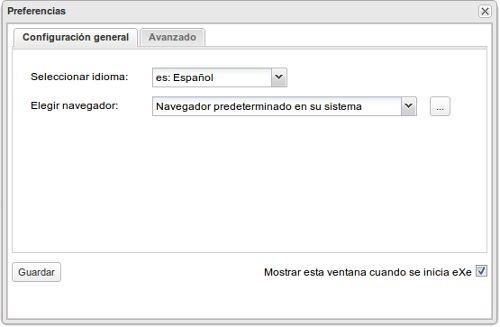 Preferencias
Configuración general Avanzado
Seleccionar idioma: es: Español
Elegir navegador: Navegador predeterminado en su sistema ...
Guardar Mostrar esta ventana cuando se inicia eXe